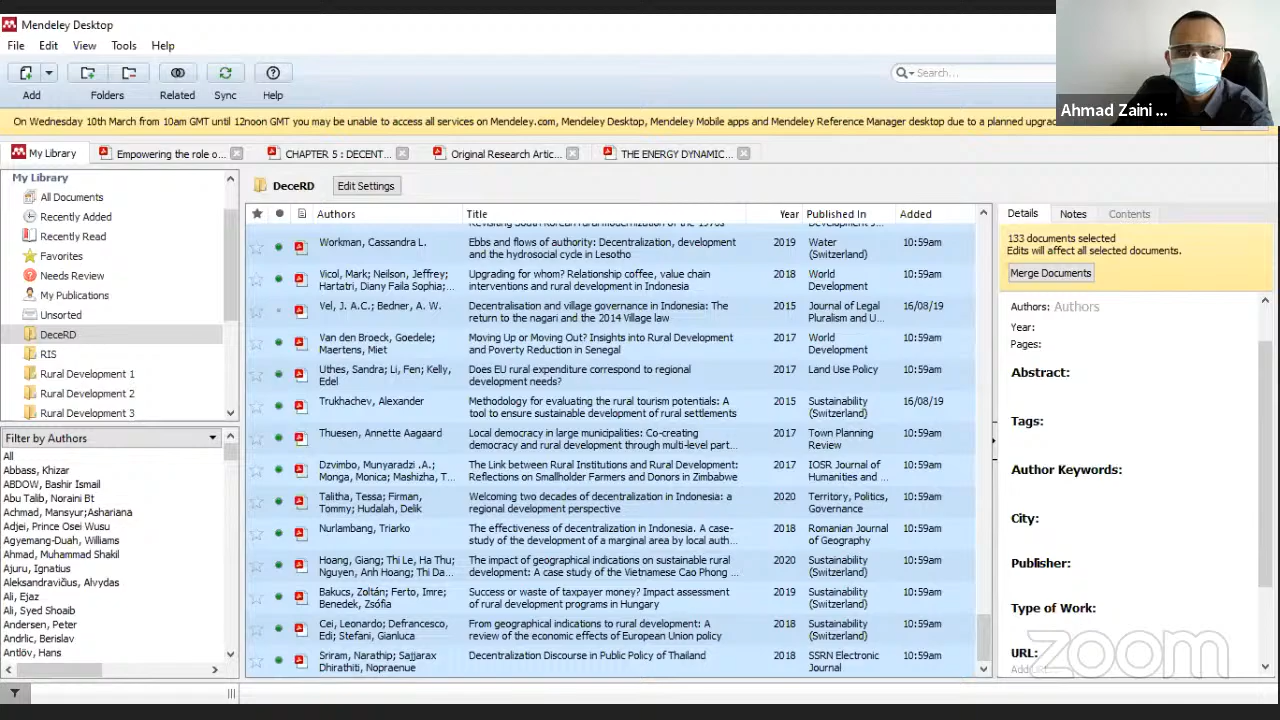 Mendeley Desktop
File Edit View Tools Help
Add Folders Related Sync Help
Search...
Ahmad Zaini ...
On Wednesday 10th March from 10am GMT until 12noon GMT you may be unable to access all services on Mendeley.com, Mendeley Desktop, Mendeley Mobile apps and Mendeley Reference Manager desktop due to a planned upgra
My Library
Empowering the role o...
CHAPTER 5 : DECENT...
Original Research Artic...
THE ENERGY DYNAMIC...
My Library
All Documents
Recently Added
Recently Read
Favorites
Needs Review
My Publications
Unsorted
DeceRD
RIS
Rural Development 1
Rural Development 2
Rural Development 3
Filter by Authors
All
Abbass, Khizar
ABDOW, Bashir Ismail
Abu Talib, Noraini Bt
Achmad, Mansyur;Ashariana
Adjei, Prince Osei Wusu
Agyemang-Duah, Williams
Ahmad, Muhammad Shakil
Ajuru, Ignatius
Aleksandravičius, Alvydas
Ali, Ejaz
Ali, Syed Shoaib
Andersen, Peter
Andrlic, Berislav
Antlöv, Hans
DeceRD
Edit Settings
Authors Title Year Published In Added
Workman, Cassandra L. Ebbs and flows of authority: Decentralization, development 2019 Water 10:59am
and the hydrosocial cycle in Lesotho (Switzerland)
Vicol, Mark; Neilson, Jeffrey; Upgrading for whom? Relationship coffee, value chain 2018 World 10:59am
Hartatri, Diany Faila Sophia; interventions and rural development in Indonesia Development
Vel, J. A.C.; Bedner, A. W. Decentralisation and village governance in Indonesia: The 2015 Journal of Legal 16/08/19
return to the nagari and the 2014 Village law Pluralism and U...
Van den Broeck, Goedele; Moving Up or Moving Out? Insights into Rural Development 2017 World 10:59am
Maertens, Miet and Poverty Reduction in Senegal Development
Uthes, Sandra; Li, Fen; Kelly, Does EU rural expenditure correspond to regional 2017 Land Use Policy 10:59am
Edel development needs?
Trukhachev, Alexander Methodology for evaluating the rural tourism potentials: A 2015 Sustainability 16/08/19
tool to ensure sustainable development of rural settlements (Switzerland)
Thuesen, Annette Aagaard Local democracy in large municipalities: Co-creating 2017 Town Planning 10:59am
democracy and rural development through multi-level part... Review
Dzvimbo, Munyaradzi .A.; The Link between Rural Institutions and Rural Development: 2017 IOSR Journal of 10:59am
Monga, Monica; Mashizha, T... Reflections on Smallholder Farmers and Donors in Zimbabwe Humanities and ...
Talitha, Tessa; Firman, Welcoming two decades of decentralization in Indonesia: a 2020 Territory, Politics, 10:59am
Tommy; Hudalah, Delik regional development perspective Governance
Nurlambang, Triarko The effectiveness of decentralization in Indonesia. A case- 2018 Romanian Journal 10:59am
study of the development of a marginal area by local auth... of Geography
Hoang, Giang; Thi Le, Ha Thu; The impact of geographical indications on sustainable rural 2020 Sustainability 10:59am
Nguyen, Anh Hoang; Thi Da... development: A case study of the Vietnamese Cao Phong ... (Switzerland)
Bakucs, Zoltán; Ferto, Imre; Success or waste of taxpayer money? Impact assessment 2019 Sustainability 10:59am
Benedek, Zsófia of rural development programs in Hungary (Switzerland)
Cei, Leonardo; Defrancesco, From geographical indications to rural development: A 2018 Sustainability 10:59am
Edi; Stefani, Gianluca review of the economic effects of European Union policy (Switzerland)
Sriram, Narathip; Sajjarax Decentralization Discourse in Public Policy of Thailand 2018 SSRN Electronic 10:59am
Dhirathiti, Nopraenue Journal
Details Notes Contents
133 documents selected
Edits will affect all selected documents.
Merge Documents
Authors: Authors
Year:
Pages:
Abstract:
Tags:
Author Keywords:
City:
Publisher:
Type of Work:
URL:
zoom